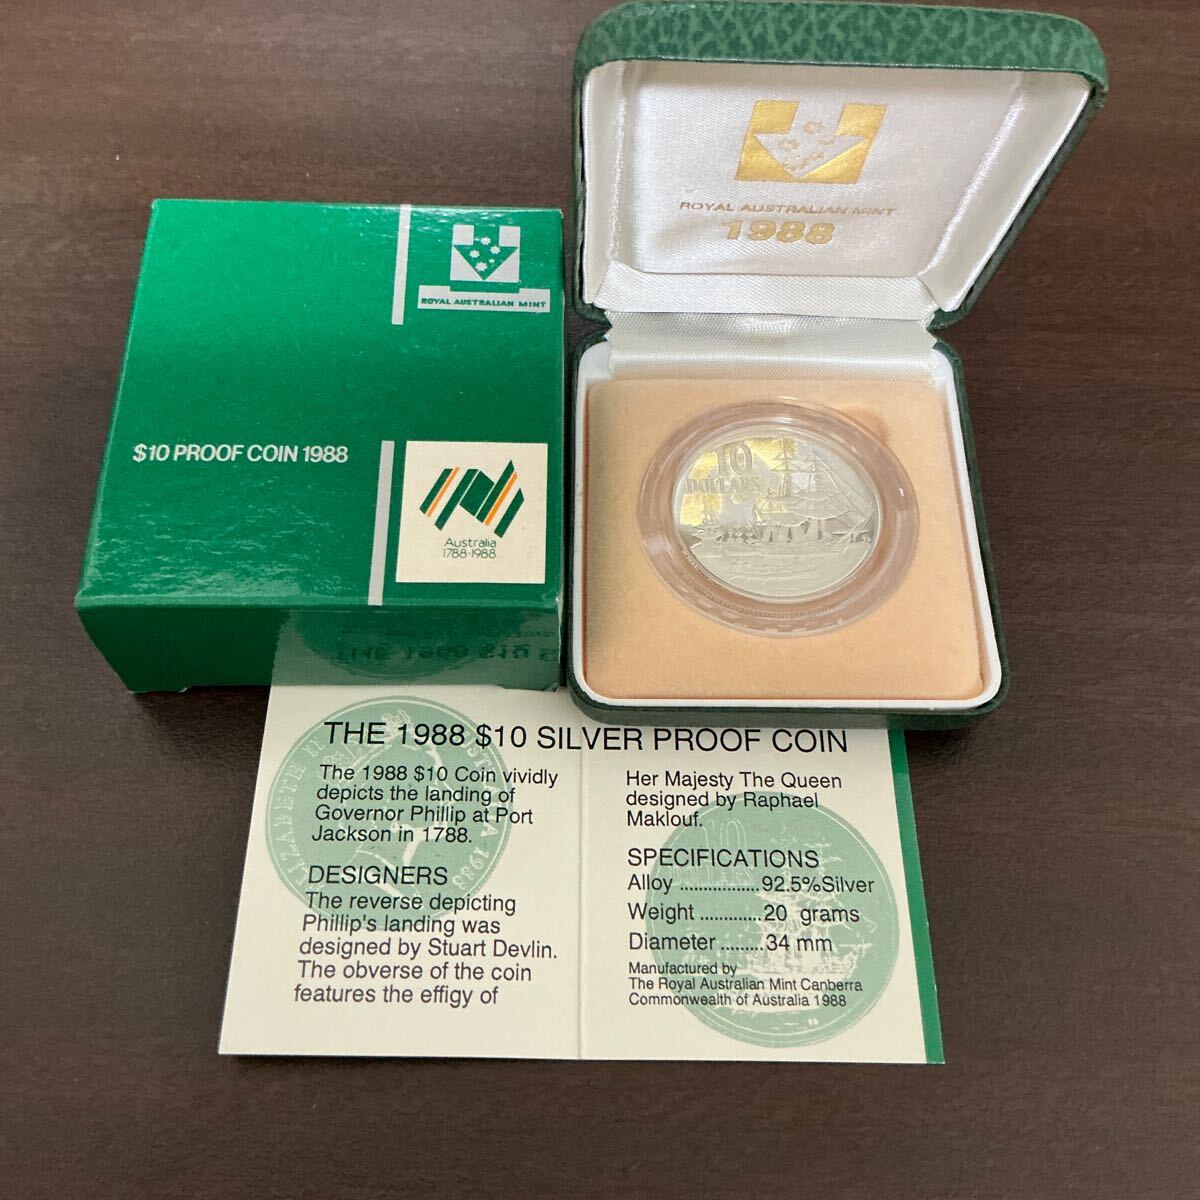 ROYAL AUSTRALIAN MINT
1988
ROYAL AUSTRALIAN MINT
$10 PROOF COIN 1988
Australia
1788-1988
10
DOLLARS
THE 1988 $10 SILVER PROOF COIN
The 1988 $10 Coin vividly
depicts the landing of
Governor Phillip at Port
Jackson in 1788.
DESIGNERS
The reverse depicting
Phillip's landing was
designed by Stuart Devlin.
The obverse of the coin
features the effigy of
Her Majesty The Queen
designed by Raphael
Maklouf.
SPECIFICATIONS
Alloy .................92.5%Silver
Weight .............20 grams
Diameter .........34 mm
Manufactured by
The Royal Australian Mint Canberra
Commonwealth of Australia 1988